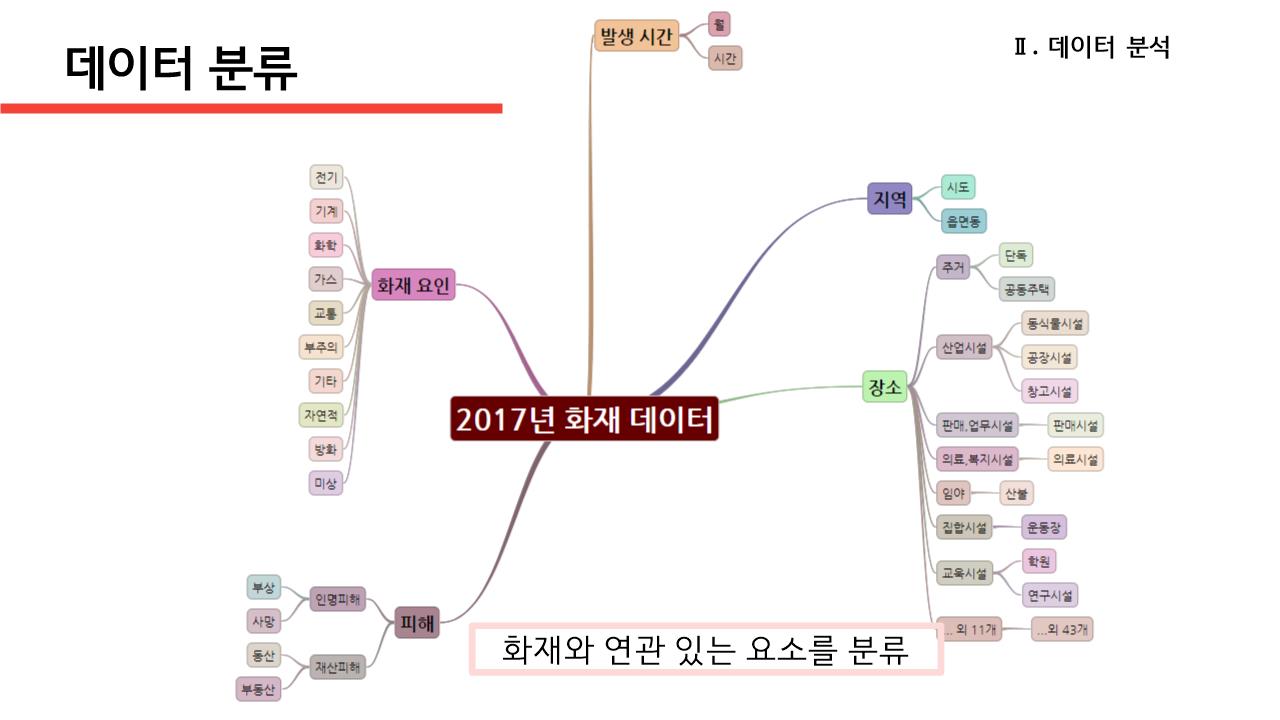 데이터 분류
Ⅱ. 데이터 분석
발생 시간
월
시간
지역
시도
읍면동
화재 요인
전기
기계
화학
가스
교통
부주의
기타
자연적
방화
미상
2017년 화재 데이터
장소
주거
단독
공동주택
산업시설
동식물시설
공장시설
창고시설
판매,업무시설
판매시설
의료,복지시설
의료시설
임야
산불
집합시설
운동장
교육시설
학원
연구시설
... 외 11개
...외 43개
피해
인명피해
부상
사망
재산피해
동산
부동산
화재와 연관 있는 요소를 분류